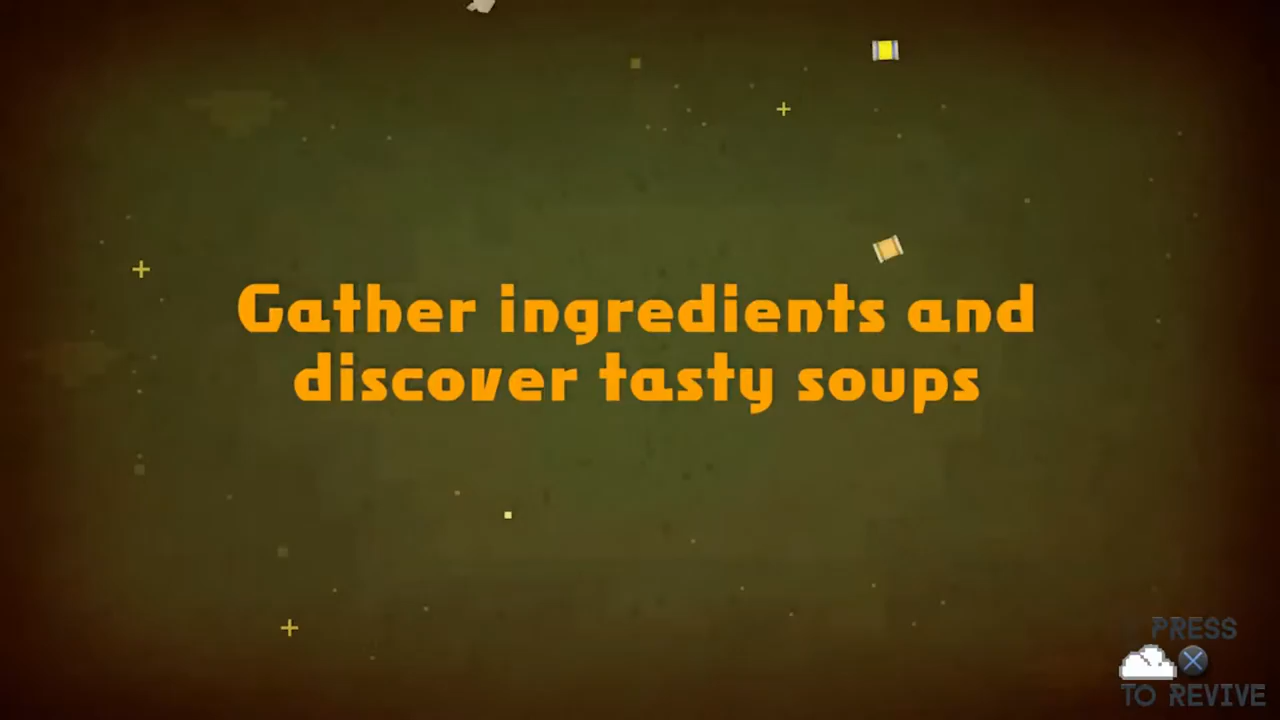 Gather ingredients and
discover tasty soups
PRESS
TO REVIVE